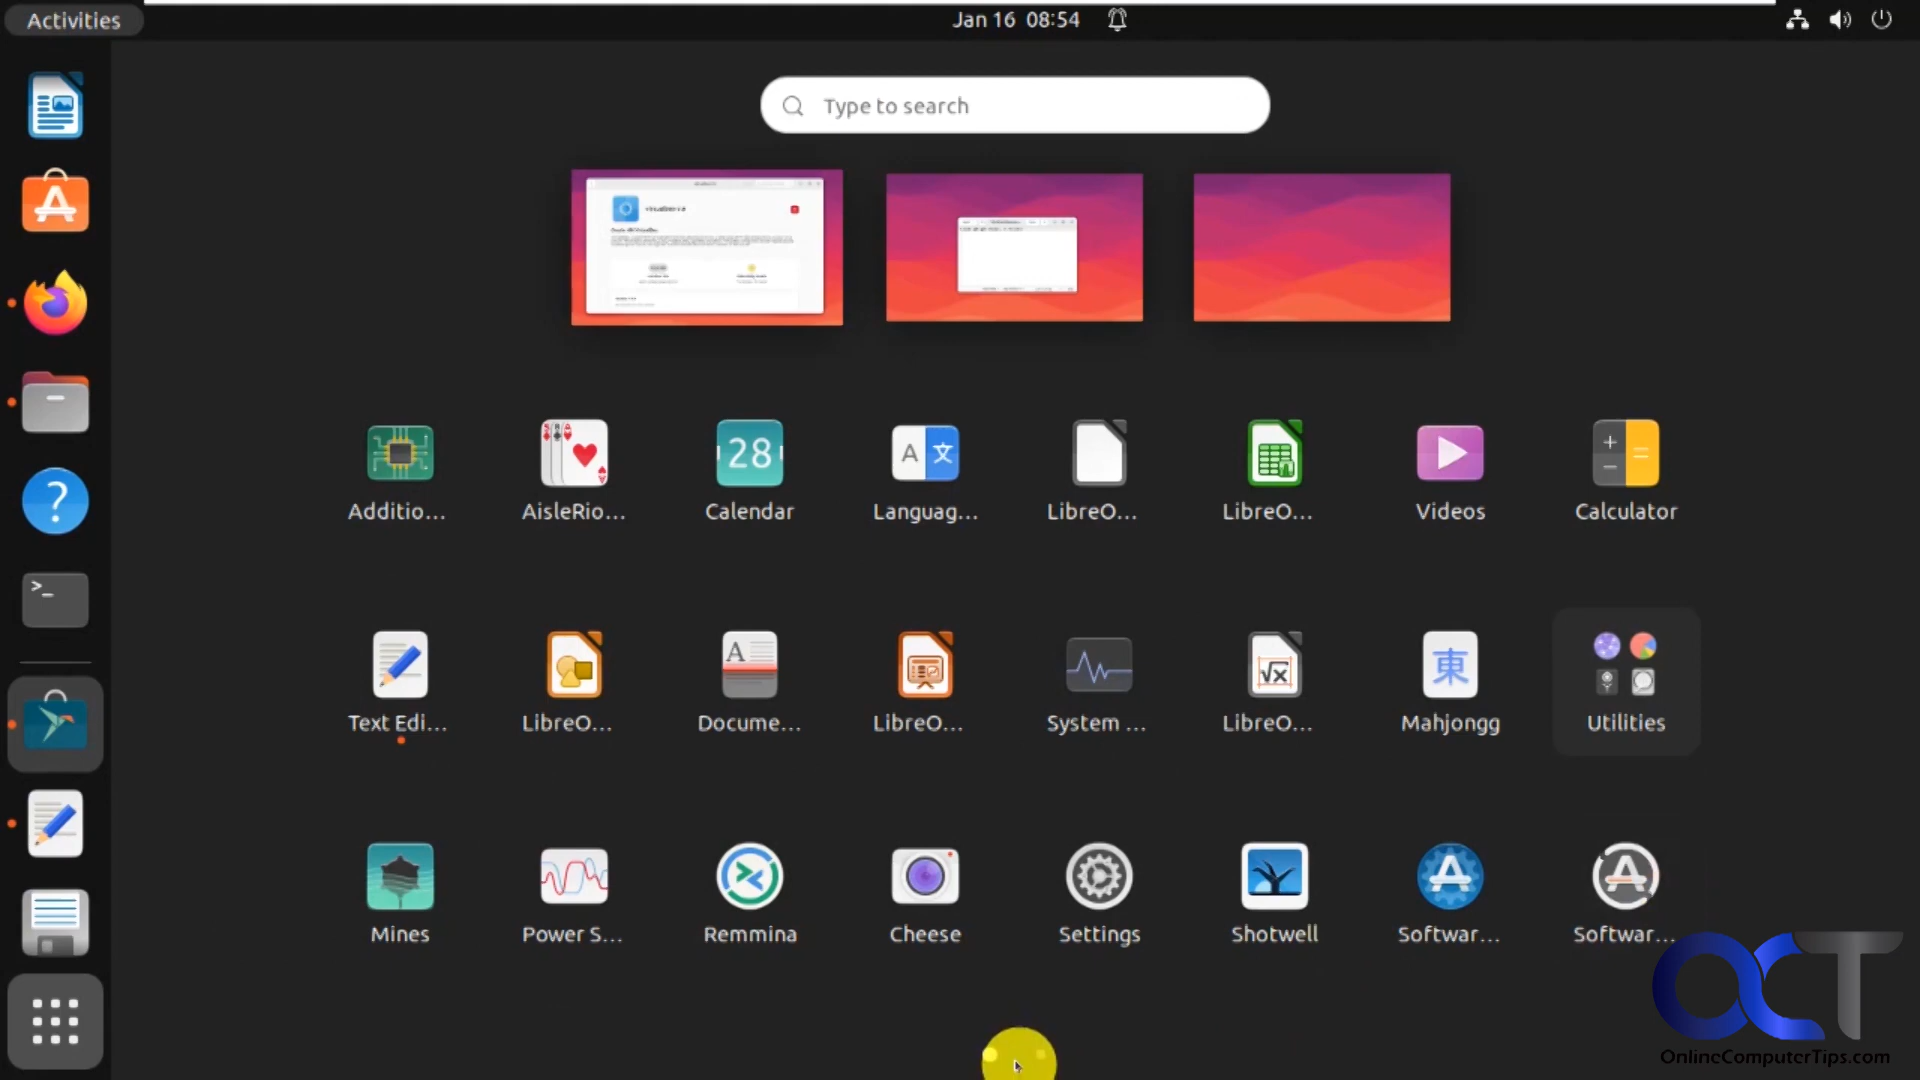 Activities
Jan 16 08:54
Type to search
28
Additio...
AisleRio...
Calendar
Languag...
LibreO...
LibreO...
Videos
Calculator
Text Edi...
LibreO...
Docume...
LibreO...
System ...
LibreO...
Mahjongg
Utilities
Mines
Power S...
Remmina
Cheese
Settings
Shotwell
Softwar...
Softwar...
OCT
OnlineComputerTips.com